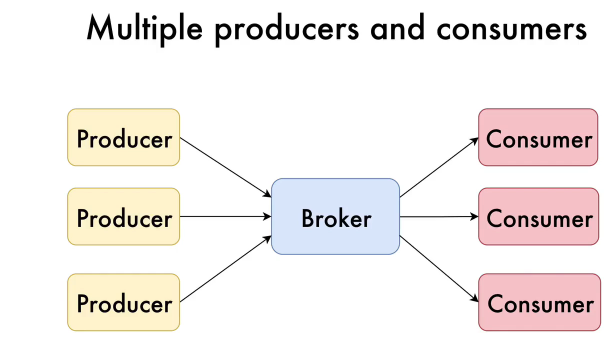 Multiple producers and consumers
Producer
Consumer
Producer
Broker
Consumer
Producer
Consumer